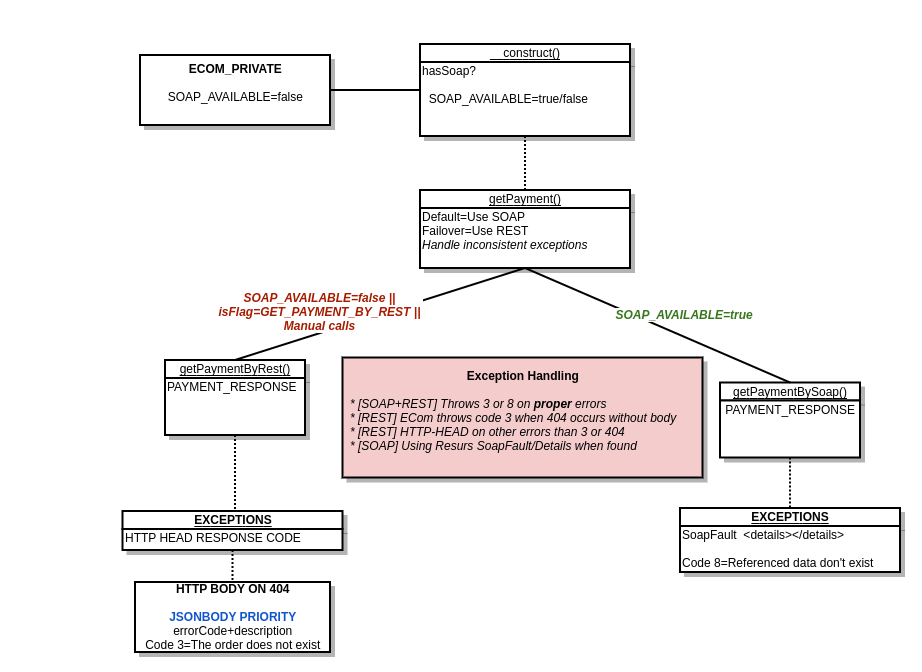 ECOM_PRIVATE
SOAP_AVAILABLE=false
__construct()
hasSoap?
SOAP_AVAILABLE=true/false
getPayment()
Default=Use SOAP
Failover=Use REST
Handle inconsistent exceptions
SOAP_AVAILABLE=false ||
isFlag=GET_PAYMENT_BY_REST ||
Manual calls
SOAP_AVAILABLE=true
getPaymentByRest()
PAYMENT_RESPONSE
Exception Handling
* [SOAP+REST] Throws 3 or 8 on proper errors
* [REST] ECom throws code 3 when 404 occurs without body
* [REST] HTTP-HEAD on other errors than 3 or 404
* [SOAP] Using Resurs SoapFault/Details when found
getPaymentBySoap()
PAYMENT_RESPONSE
EXCEPTIONS
HTTP HEAD RESPONSE CODE
HTTP BODY ON 404
JSONBODY PRIORITY
errorCode+description
Code 3=The order does not exist
EXCEPTIONS
SoapFault <details></details>
Code 8=Referenced data don't exist